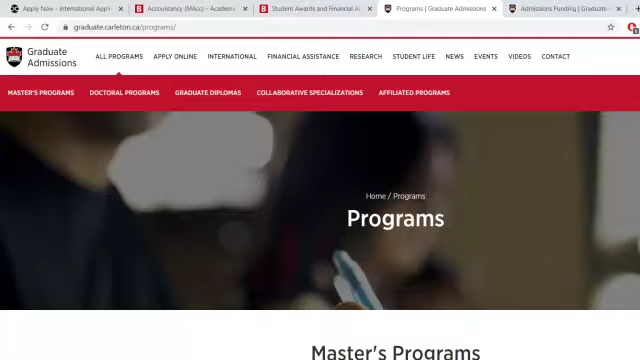 Apply Now - International Appli
Accountancy (MAcc) - Academi
Student Awards and Financial Ai
Programs | Graduate Admissions
Admissions Funding | Graduate
graduate.carleton.ca/programs/
Graduate
Admissions
ALL PROGRAMS
APPLY ONLINE
INTERNATIONAL
FINANCIAL ASSISTANCE
RESEARCH
STUDENT LIFE
NEWS
EVENTS
VIDEOS
CONTACT
MASTER'S PROGRAMS
DOCTORAL PROGRAMS
GRADUATE DIPLOMAS
COLLABORATIVE SPECIALIZATIONS
AFFILIATED PROGRAMS
Home / Programs
Programs
Master's Programs